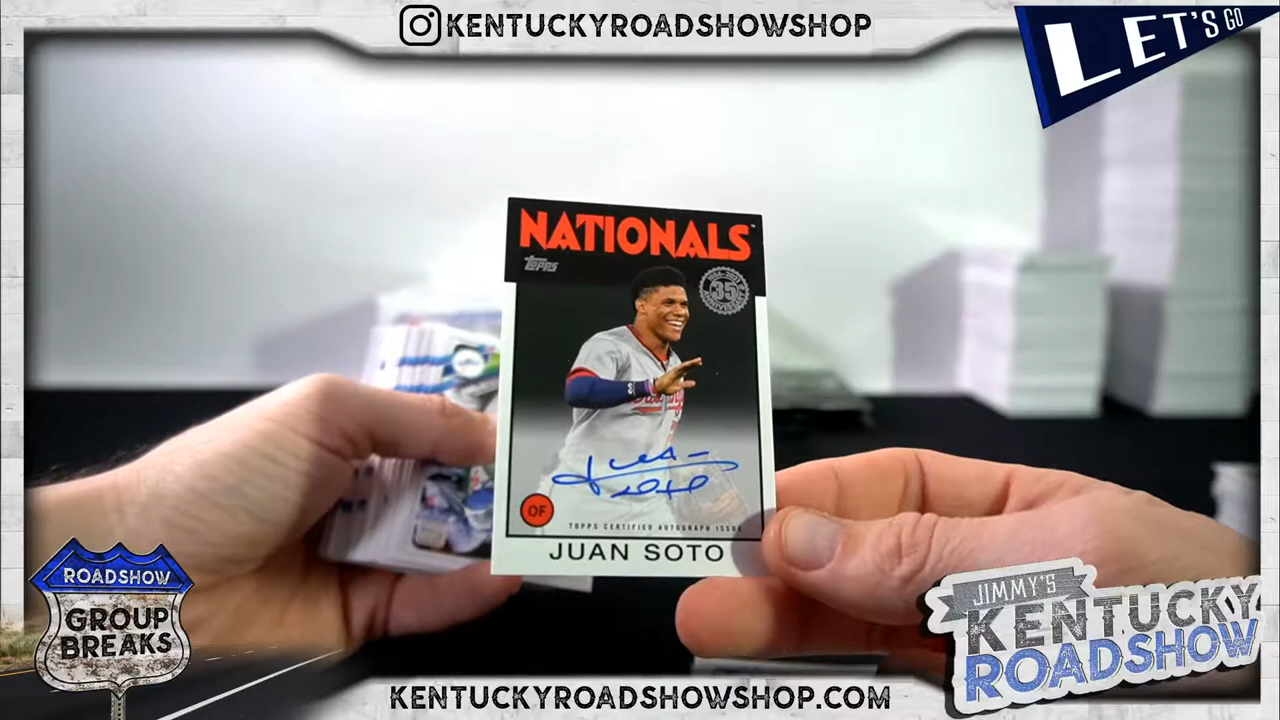 KENTUCKYROADSHOWSHOP
LET'S GO
NATIONALS
TOPPS
35
OF
TOPPS CERTIFIED AUTOGRAPH ISSUE
JUAN SOTO
ROADSHOW
GROUP
BREAKS
JIMMY'S
KENTUCKY
ROADSHOW
KENTUCKYROADSHOWSHOP.COM